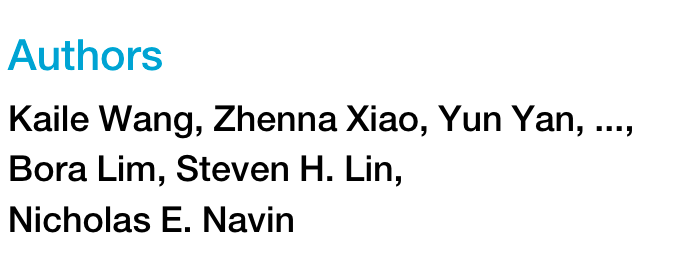 Authors
Kaile Wang, Zhenna Xiao, Yun Yan, ...,
Bora Lim, Steven H. Lin,
Nicholas E. Navin